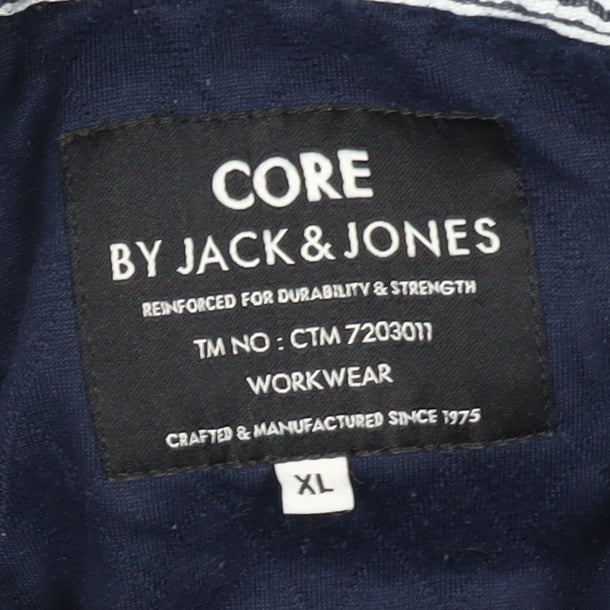 CORE
BY JACK & JONES
REINFORCED FOR DURABILITY & STRENGTH
TM NO : CTM 7203011
WORKWEAR
CRAFTED & MANUFACTURED SINCE 1975
XL